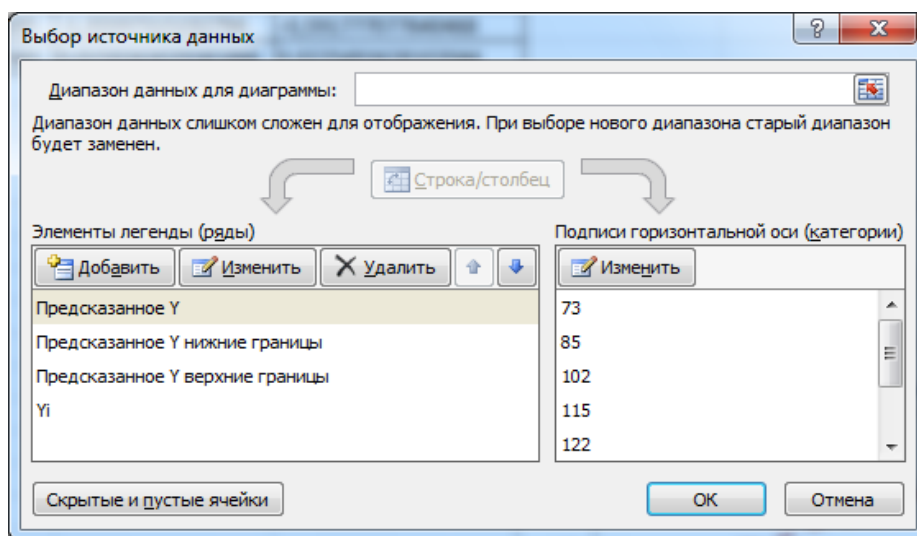 Выбор источника данных
Диапазон данных для диаграммы:
Диапазон данных слишком сложен для отображения. При выборе нового диапазона старый диапазон
будет заменен.
Строка/столбец
Элементы легенды (ряды)
Добавить Изменить Удалить
Предсказанное Y
Предсказанное Y нижние границы
Предсказанное Y верхние границы
Yi
Подписи горизонтальной оси (категории)
Изменить
73
85
102
115
122
Скрытые и пустые ячейки
ОК Отмена